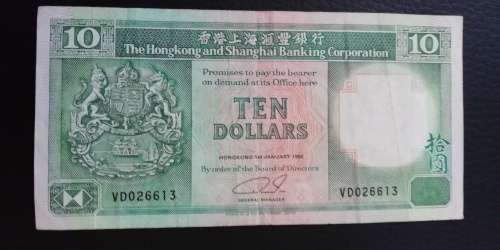 10 香港上海滙豐銀行 10
The Hongkong and Shanghai Banking Corporation
Promises to pay the bearer
on demand at its Office here
TEN
DOLLARS
拾圓
HONGKONG 1ST JANUARY
By order of the Board of Directors
VD026613 VD026613
GENERAL MANAGER